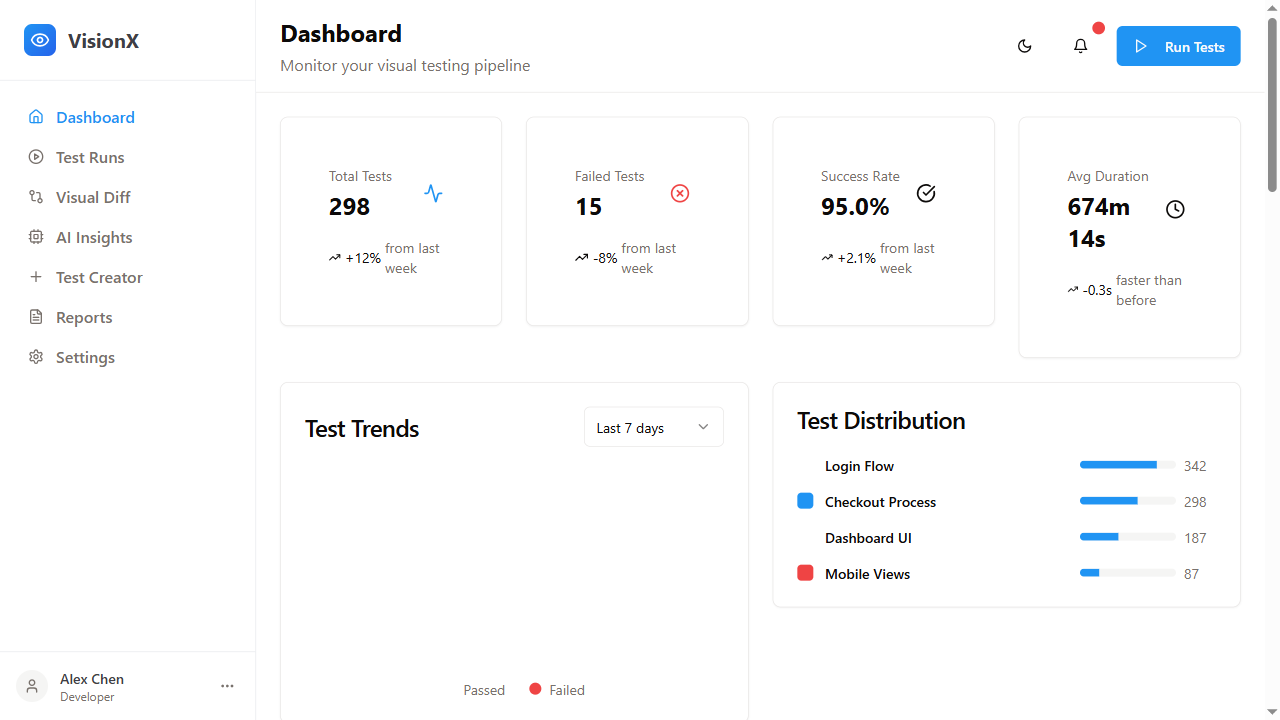 VisionX
Dashboard
Test Runs
Visual Diff
AI Insights
Test Creator
Reports
Settings
Alex Chen
Developer
Dashboard
Monitor your visual testing pipeline
Run Tests
Total Tests
298
+12% from last
week
Failed Tests
15
-8% from last
week
Success Rate
95.0%
+2.1% from last
week
Avg Duration
674m
14s
-0.3s faster than
before
Test Trends
Last 7 days
Passed
Failed
Test Distribution
Login Flow 342
Checkout Process 298
Dashboard UI 187
Mobile Views 87